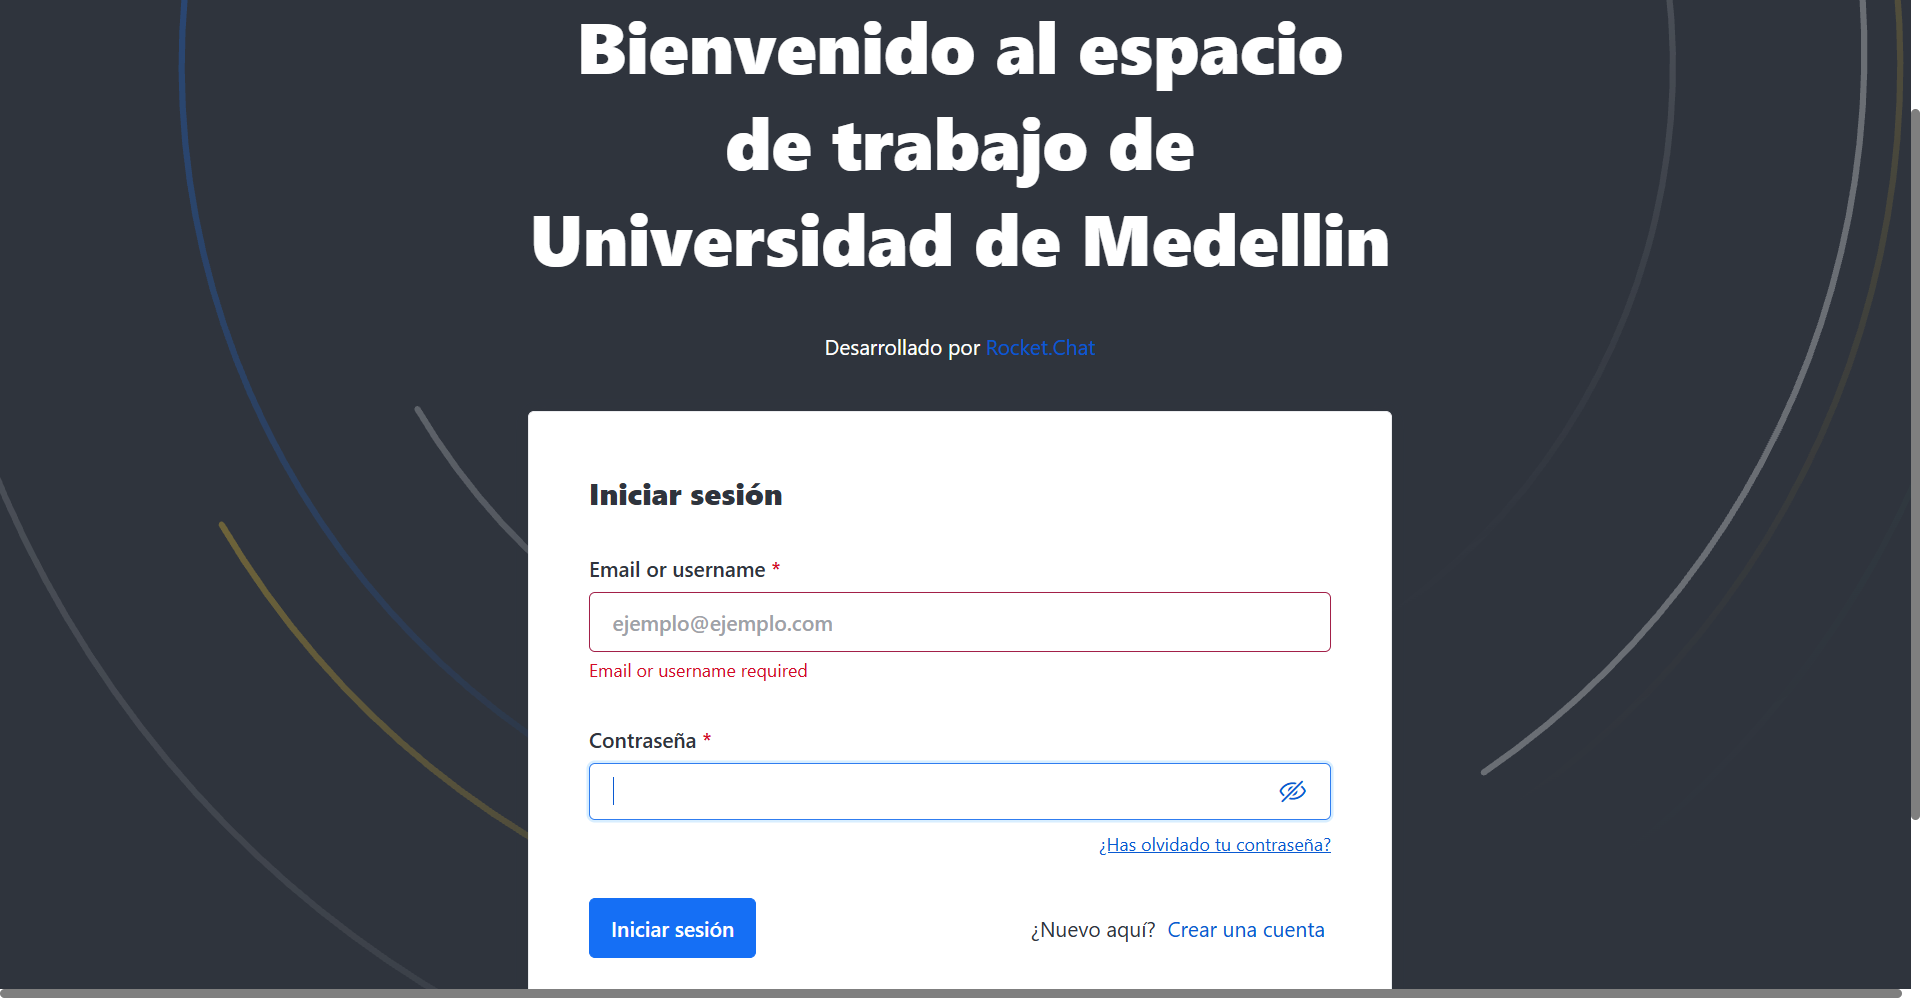 Bienvenido al espacio
de trabajo de
Universidad de Medellin
Desarrollado por Rocket.Chat
Iniciar sesión
Email or username *
ejemplo@ejemplo.com
Email or username required
Contraseña *
¿Has olvidado tu contraseña?
Iniciar sesión
¿Nuevo aquí? Crear una cuenta